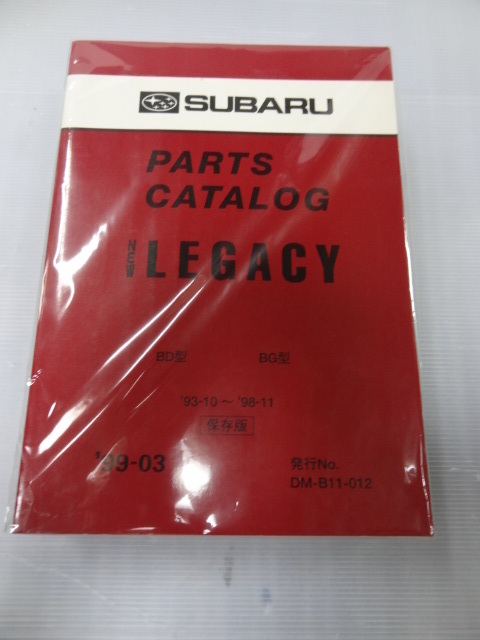 SUBARU
PARTS
CATALOG
NEW LEGACY
BD型 BG型
'93-10～'98-11
保存版
'99-03 発行No.
DM-B11-012